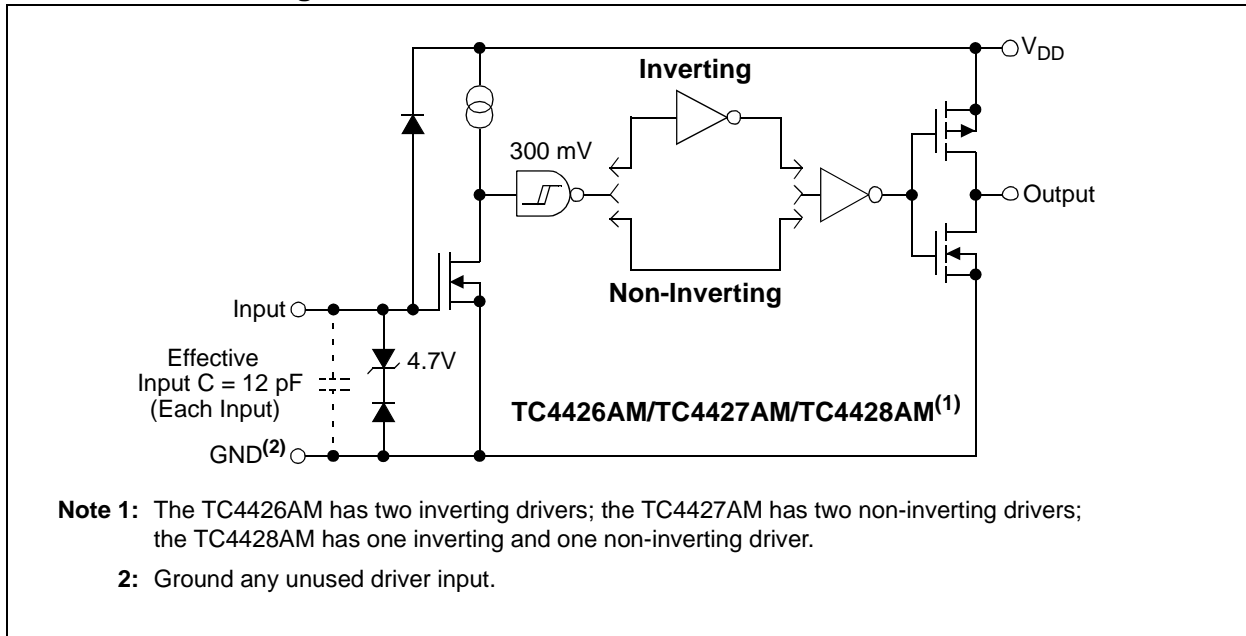 V_DD
Inverting
300 mV
Output
Non-Inverting
Input
4.7V
Effective
Input C = 12 pF
(Each Input)
TC4426AM/TC4427AM/TC4428AM(1)
GND(2)
Note 1: The TC4426AM has two inverting drivers; the TC4427AM has two non-inverting drivers;
the TC4428AM has one inverting and one non-inverting driver.
2: Ground any unused driver input.